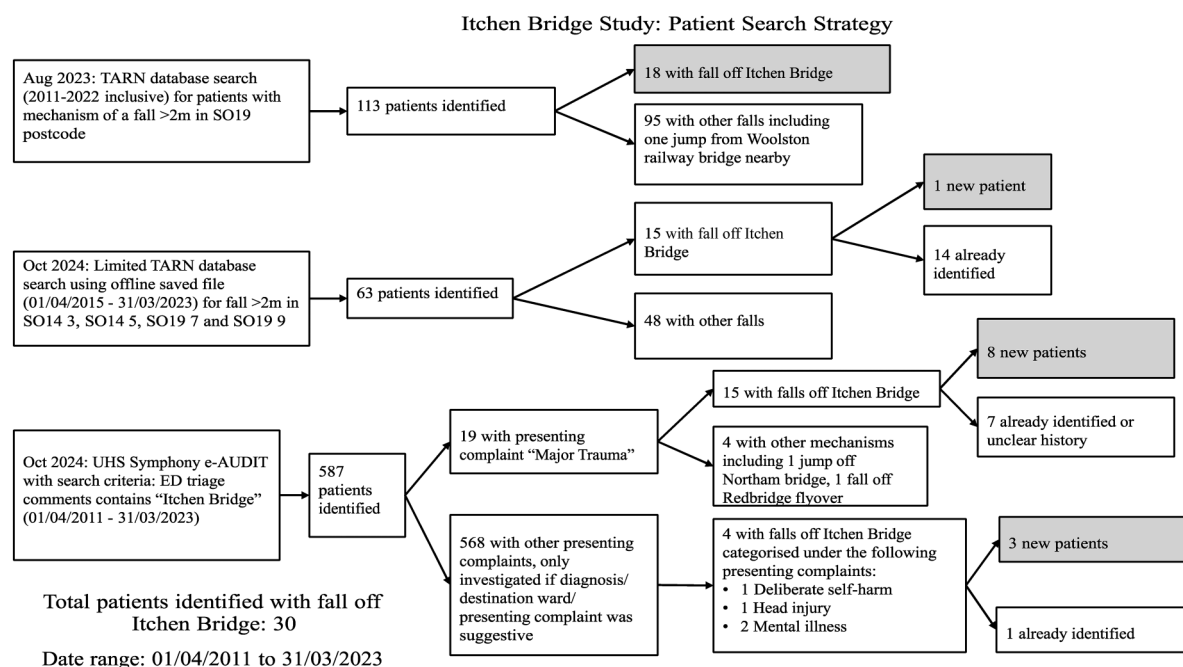 Itchen Bridge Study: Patient Search Strategy
Aug 2023: TARN database search
(2011-2022 inclusive) for patients with
mechanism of a fall >2m in SO19
postcode
113 patients identified
18 with fall off Itchen Bridge
95 with other falls including
one jump from Woolston
railway bridge nearby
Oct 2024: Limited TARN database
search using offline saved file
(01/04/2015 - 31/03/2023) for fall >2m in
SO14 3, SO14 5, SO19 7 and SO19 9
63 patients identified
15 with fall off Itchen
Bridge
1 new patient
14 already
identified
48 with other falls
Oct 2024: UHS Symphony e-AUDIT
with search criteria: ED triage
comments contains “Itchen Bridge”
(01/04/2011 - 31/03/2023)
587
patients
identified
19 with presenting
complaint “Major Trauma”
15 with falls off Itchen Bridge
8 new patients
7 already identified or
unclear history
4 with other mechanisms
including 1 jump off
Northam bridge, 1 fall off
Redbridge flyover
568 with other presenting
complaints, only
investigated if diagnosis/
destination ward/
presenting complaint was
suggestive
4 with falls off Itchen Bridge
categorised under the following
presenting complaints:
• 1 Deliberate self-harm
• 1 Head injury
• 2 Mental illness
3 new patients
1 already identified
Total patients identified with fall off
Itchen Bridge: 30
Date range: 01/04/2011 to 31/03/2023